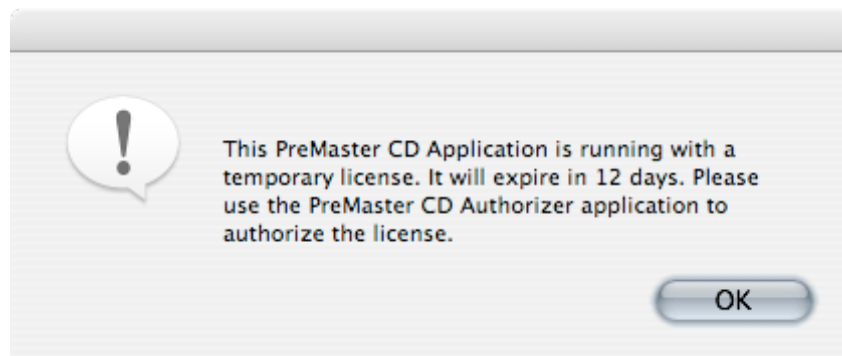 This PreMaster CD Application is running with a
temporary license. It will expire in 12 days. Please
use the PreMaster CD Authorizer application to
authorize the license.
OK